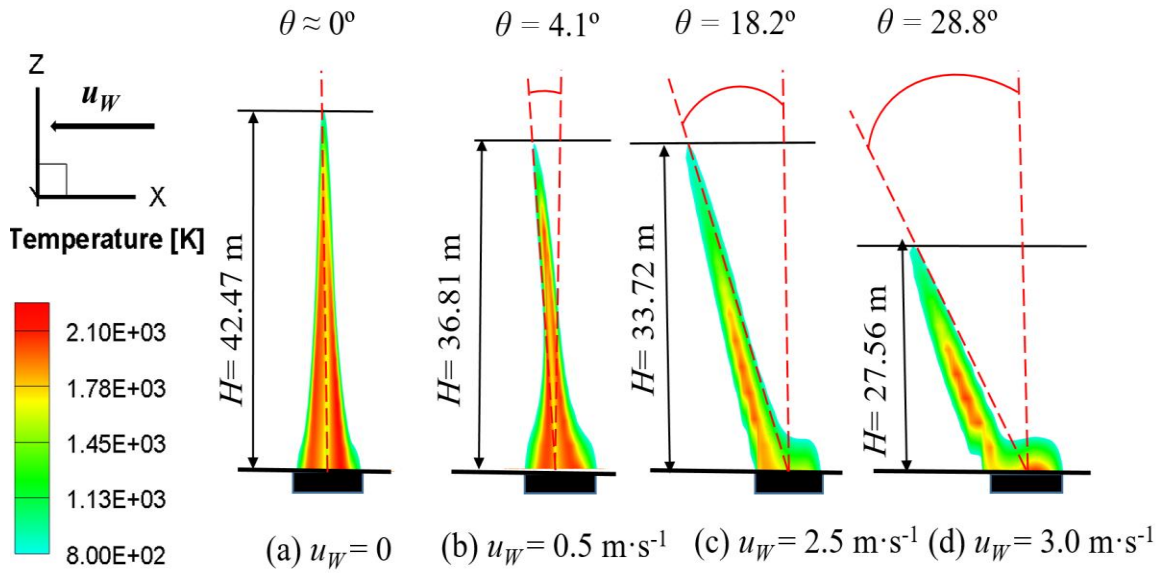 θ ≈ 0º
θ = 4.1º
θ = 18.2º
θ = 28.8º
Z
u_W
Y
X
Temperature [K]
2.10E+03
1.78E+03
1.45E+03
1.13E+03
8.00E+02
H= 42.47 m
H= 36.81 m
H= 33.72 m
H= 27.56 m
(a) u_W = 0
(b) u_W = 0.5 m·s⁻¹
(c) u_W = 2.5 m·s⁻¹
(d) u_W = 3.0 m·s⁻¹